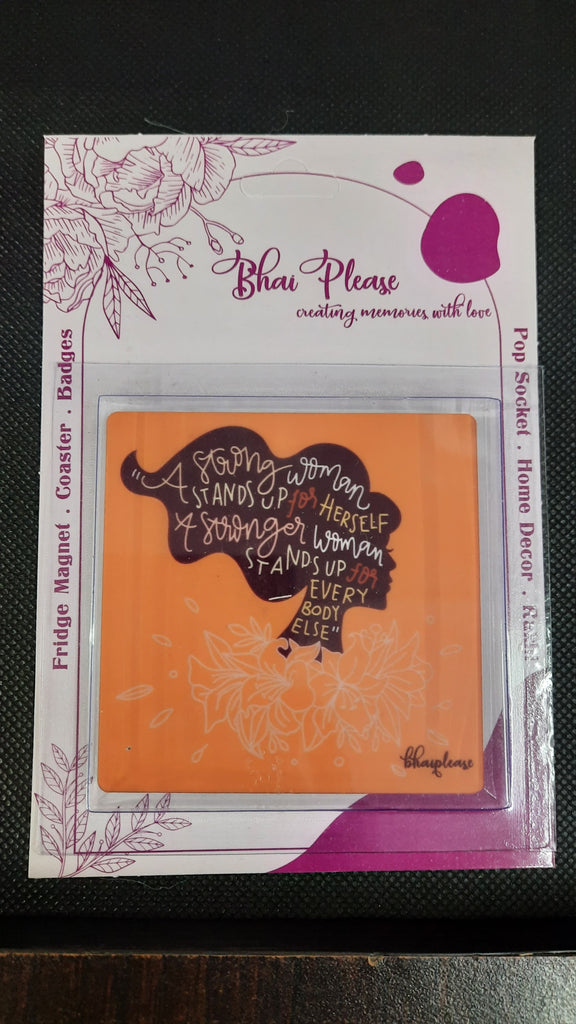 Bhai Please
creating memories with love
Fridge Magnet . Coaster . Badges
Pop Socket . Home Decor . Rakhi
"A strong woman
STANDS UP for HERSELF
A stronger woman
STANDS UP for
EVERY
BODY
ELSE"
bhaiplease